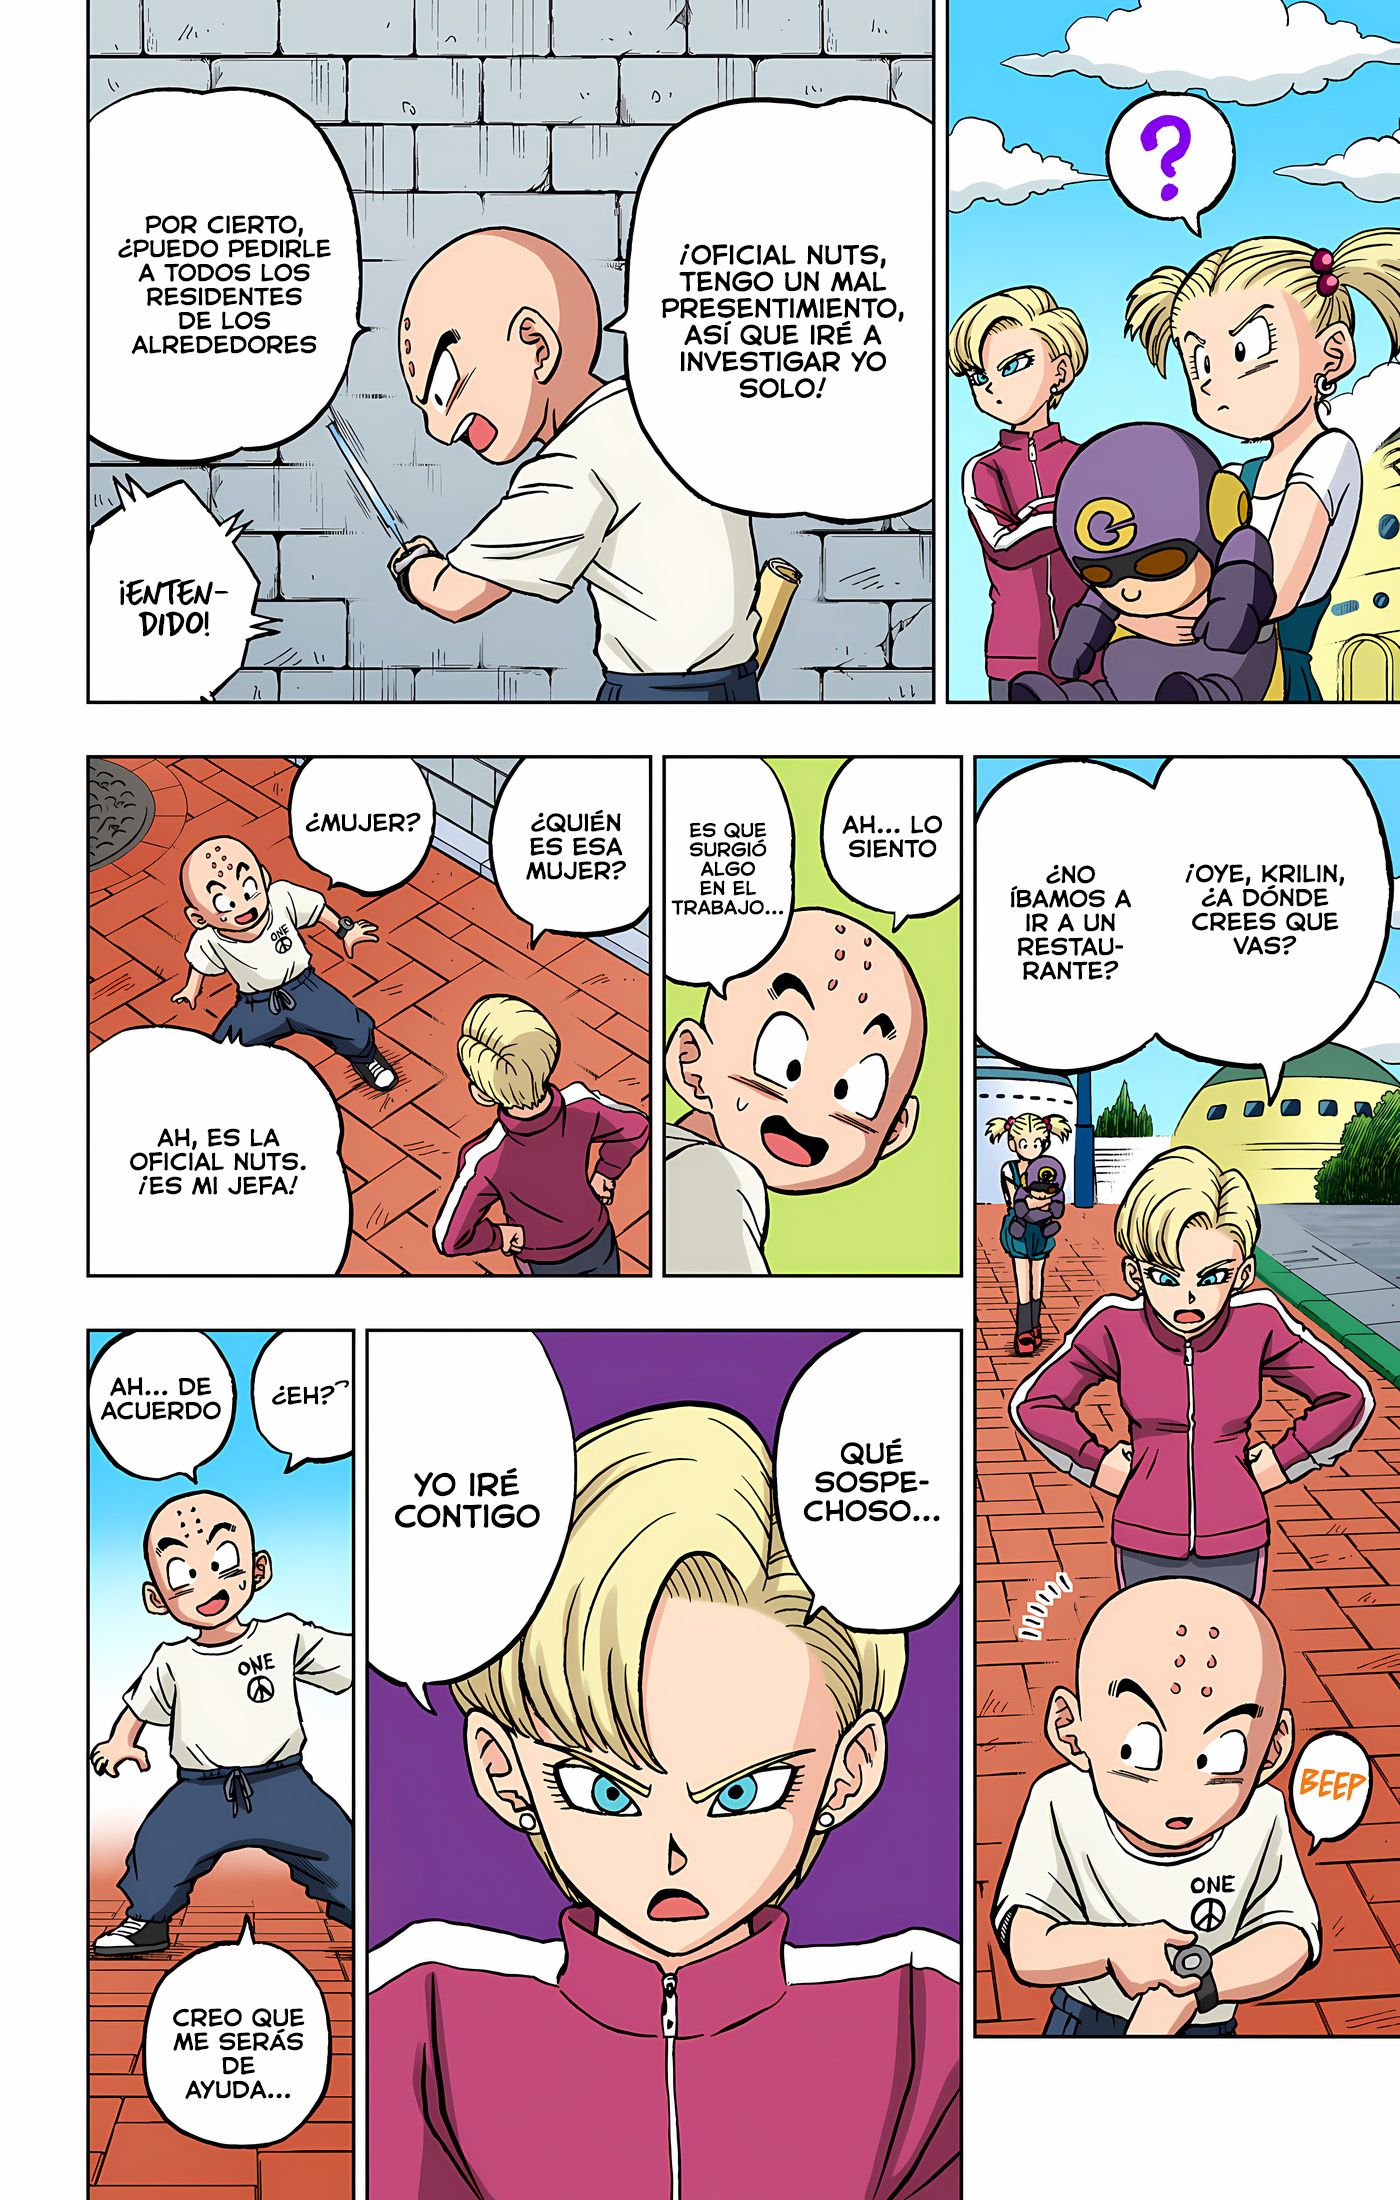 ?
G
¡OFICIAL NUTS,
TENGO UN MAL
PRESENTIMIENTO,
ASÍ QUE IRÉ A
INVESTIGAR YO
SOLO!
POR CIERTO,
¿PUEDO PEDIRLE
A TODOS LOS
RESIDENTES
DE LOS
ALREDEDORES
¡ENTEN-
DIDO!
¡OYE, KRILIN,
¿A DÓNDE
CREES QUE
VAS?
¿NO
ÍBAMOS A
IR A UN
RESTAU-
RANTE?
G
BEEP
ONE
AH... LO
SIENTO
ES QUE
SURGIÓ
ALGO
EN EL
TRABAJO...
¿QUIÉN
ES ESA
MUJER?
¿MUJER?
ONE
AH, ES LA
OFICIAL NUTS.
¡ES MI JEFA!
QUÉ
SOSPE-
CHOSO...
YO IRÉ
CONTIGO
¿EH?
AH... DE
ACUERDO
ONE
CREO QUE
ME SERÁS
DE
AYUDA...